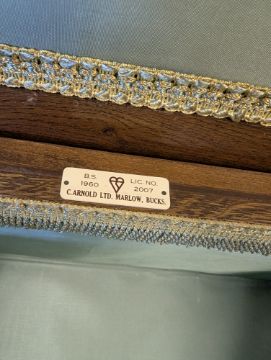 B.S. LIC. NO.
1960 2007
C. ARNOLD LTD. MARLOW, BUCKS.